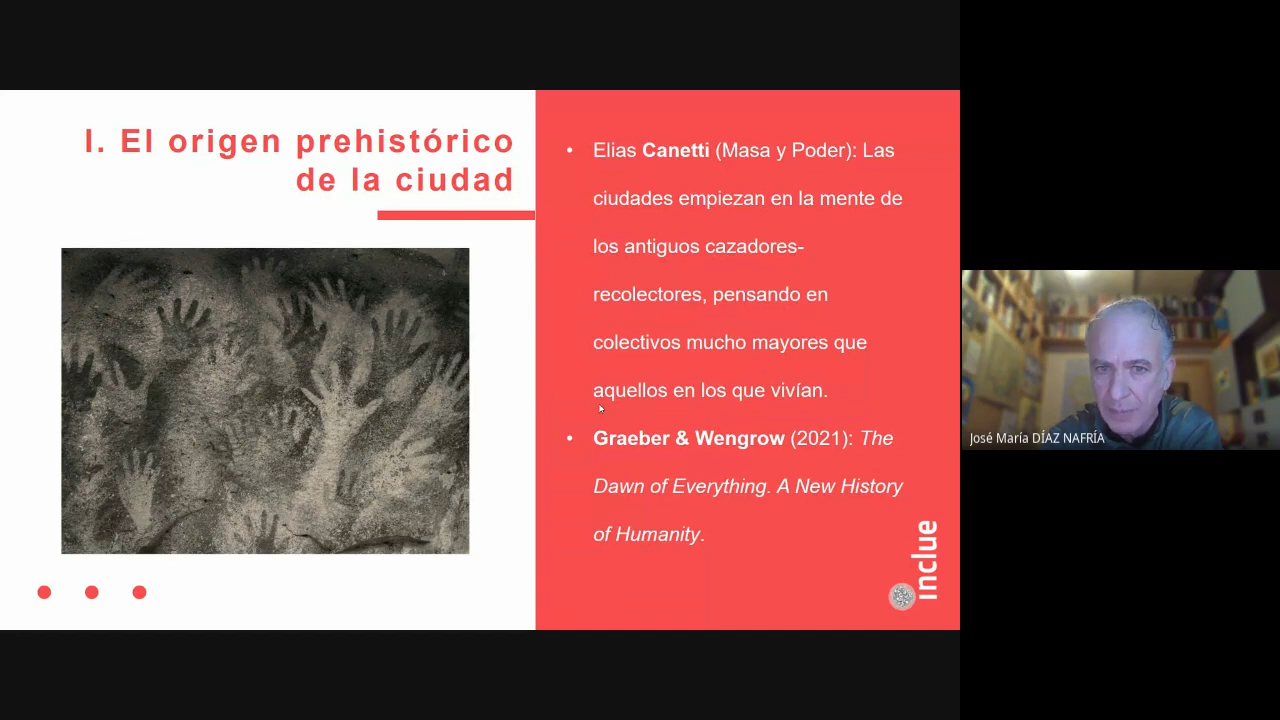 I. El origen prehistórico
de la ciudad
• Elias Canetti (Masa y Poder): Las
ciudades empiezan en la mente de
los antiguos cazadores-
recolectores, pensando en
colectivos mucho mayores que
aquellos en los que vivían.
• Graeber & Wengrow (2021): The
Dawn of Everything. A New History
of Humanity.
inclue
José María DÍAZ NAFRÍA